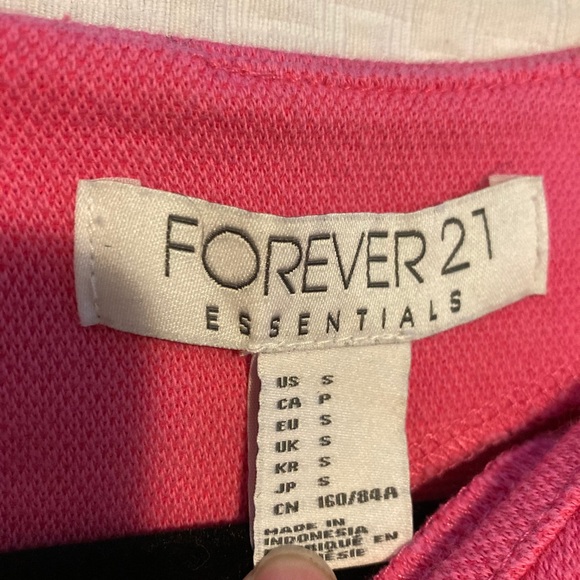 FOREVER 21
ESSENTIALS
US S
CA P
EU S
UK S
KR S
JP S
CN 160/84A
MADE IN
INDONESIA